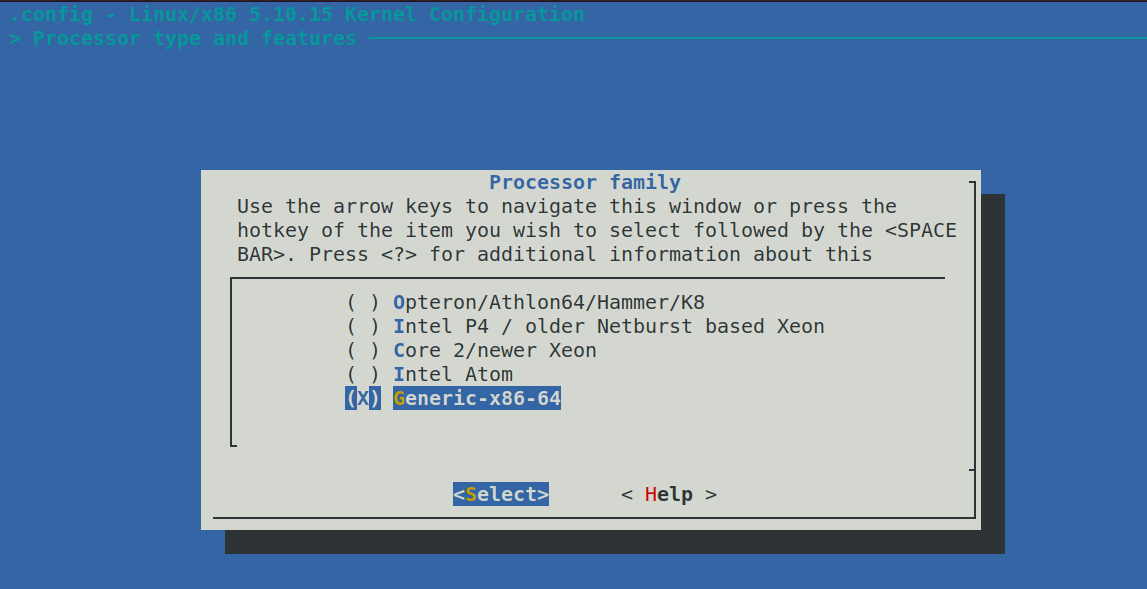 .config - Linux/x86 5.10.15 Kernel Configuration
> Processor type and features
Processor family
Use the arrow keys to navigate this window or press the
hotkey of the item you wish to select followed by the <SPACE
BAR>. Press <?> for additional information about this
( ) Opteron/Athlon64/Hammer/K8
( ) Intel P4 / older Netburst based Xeon
( ) Core 2/newer Xeon
( ) Intel Atom
(X) Generic-x86-64
<Select> < Help >